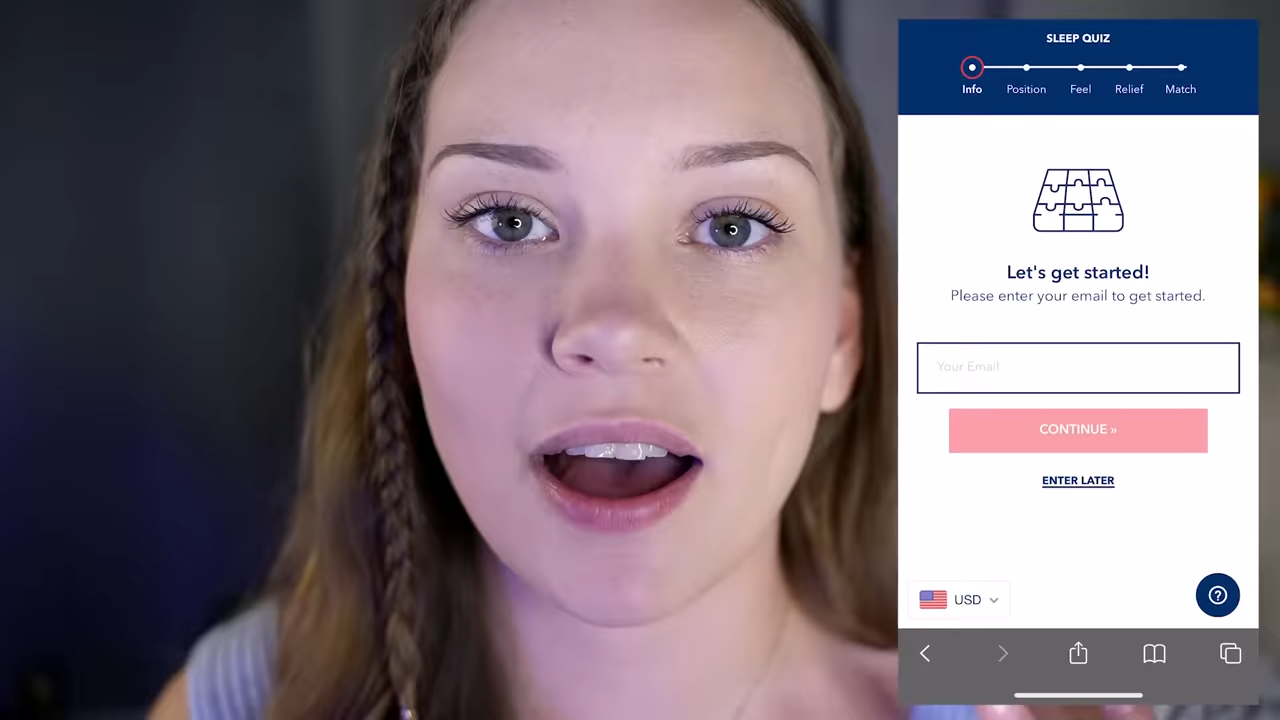 SLEEP QUIZ
Info Position Feel Relief Match
Let's get started!
Please enter your email to get started.
Your Email
CONTINUE »
ENTER LATER
USD
?